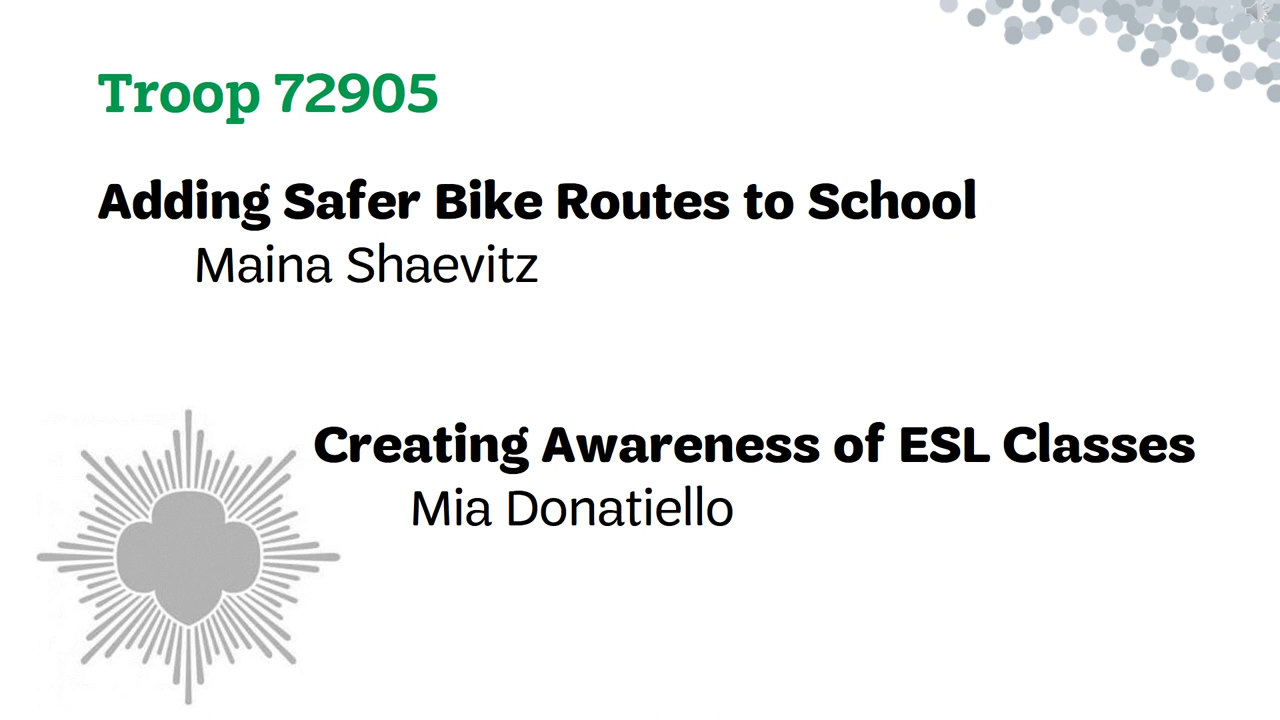 Troop 72905
Adding Safer Bike Routes to School
Maina Shaevitz
Creating Awareness of ESL Classes
Mia Donatiello